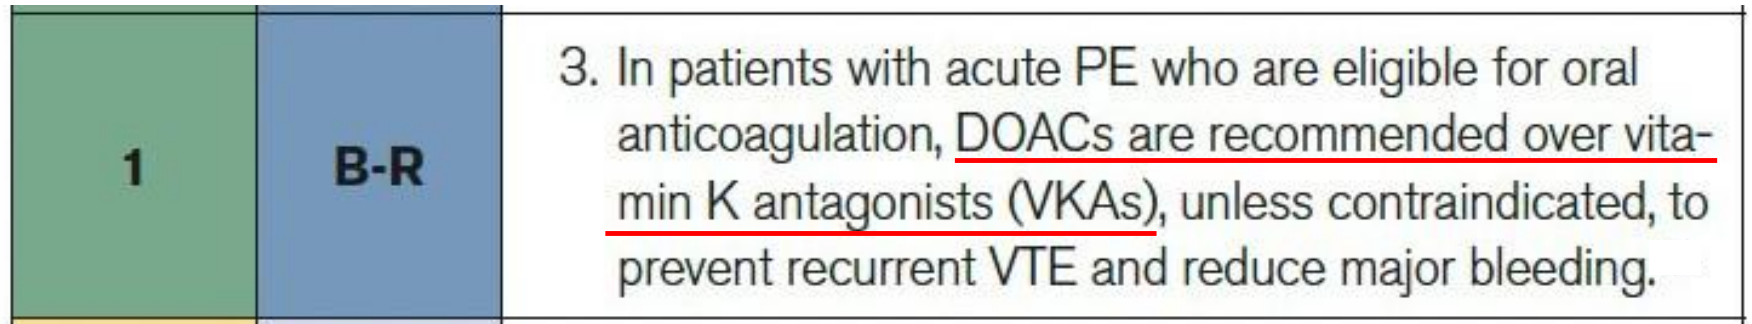 1
B-R
3. In patients with acute PE who are eligible for oral
anticoagulation, DOACs are recommended over vita-
min K antagonists (VKAs), unless contraindicated, to
prevent recurrent VTE and reduce major bleeding.